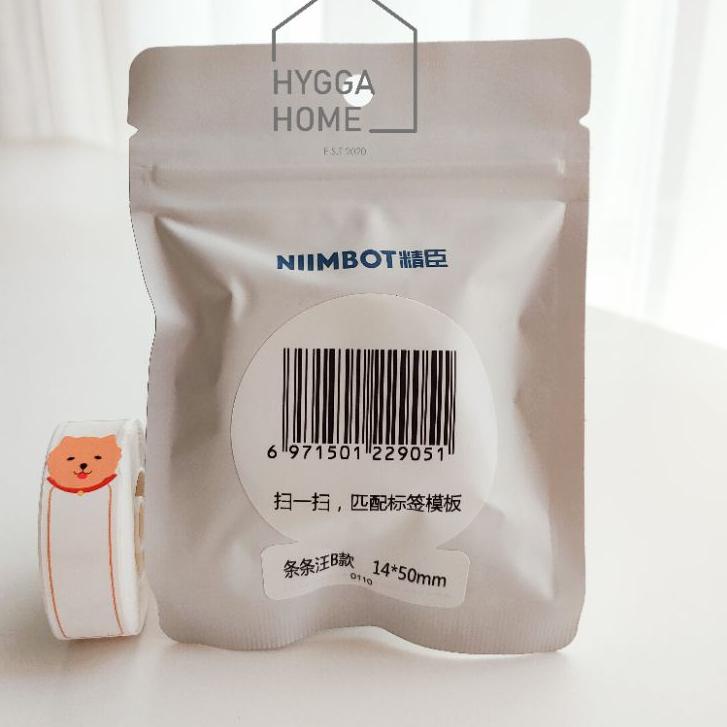 HYGGA
HOME
E.S.T 2020
NIIMBOT精臣
6 971501 229051
扫一扫，匹配标签模板
条条汪B款 14*50mm
0110